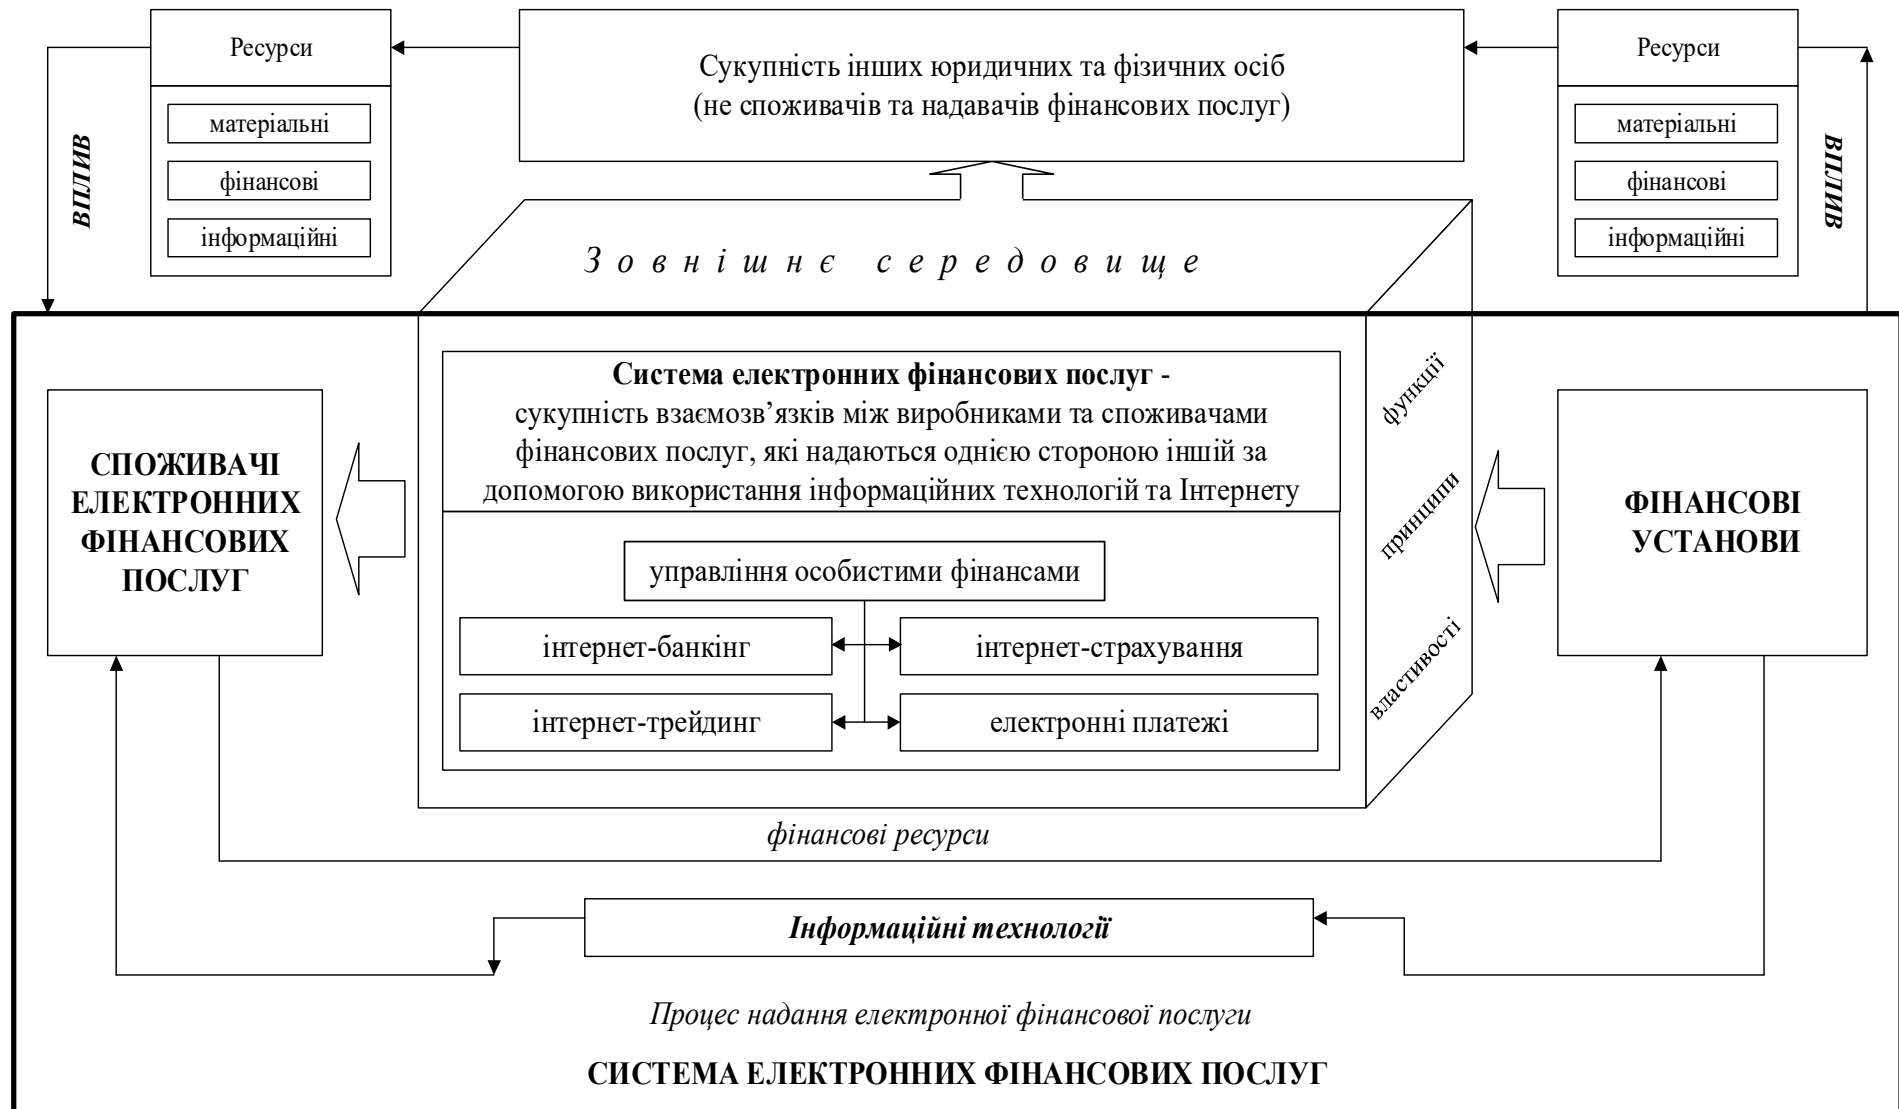 Ресурси
матеріальні
фінансові
інформаційні
ВПЛИВ
Сукупність інших юридичних та фізичних осіб
(не споживачів та надавачів фінансових послуг)
Ресурси
матеріальні
фінансові
інформаційні
ВПЛИВ
Зовнішнє середовище
СПОЖИВАЧІ
ЕЛЕКТРОННИХ
ФІНАНСОВИХ
ПОСЛУГ
Система електронних фінансових послуг -
сукупність взаємозв’язків між виробниками та споживачами
фінансових послуг, які надаються однією стороною іншій за
допомогою використання інформаційних технологій та Інтернету
управління особистими фінансами
інтернет-банкінг
інтернет-страхування
інтернет-трейдинг
електронні платежі
функції
принципи
властивості
ФІНАНСОВІ
УСТАНОВИ
фінансові ресурси
Інформаційні технології
Процес надання електронної фінансової послуги
СИСТЕМА ЕЛЕКТРОННИХ ФІНАНСОВИХ ПОСЛУГ